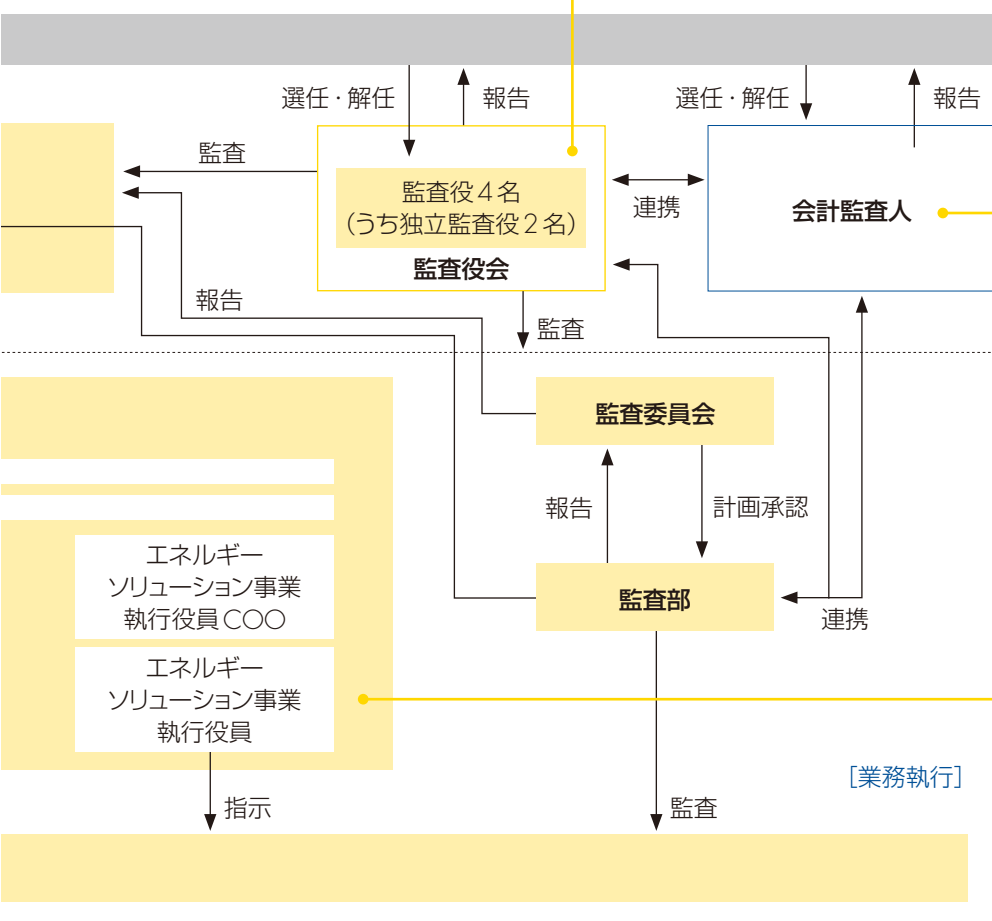 選任・解任
報告
選任・解任
報告
監査
監査役4名
(うち独立監査役2名)
監査役会
連携
会計監査人
報告
監査
監査委員会
報告
計画承認
エネルギー
ソリューション事業
執行役員COO
監査部
連携
エネルギー
ソリューション事業
執行役員
[業務執行]
指示
監査